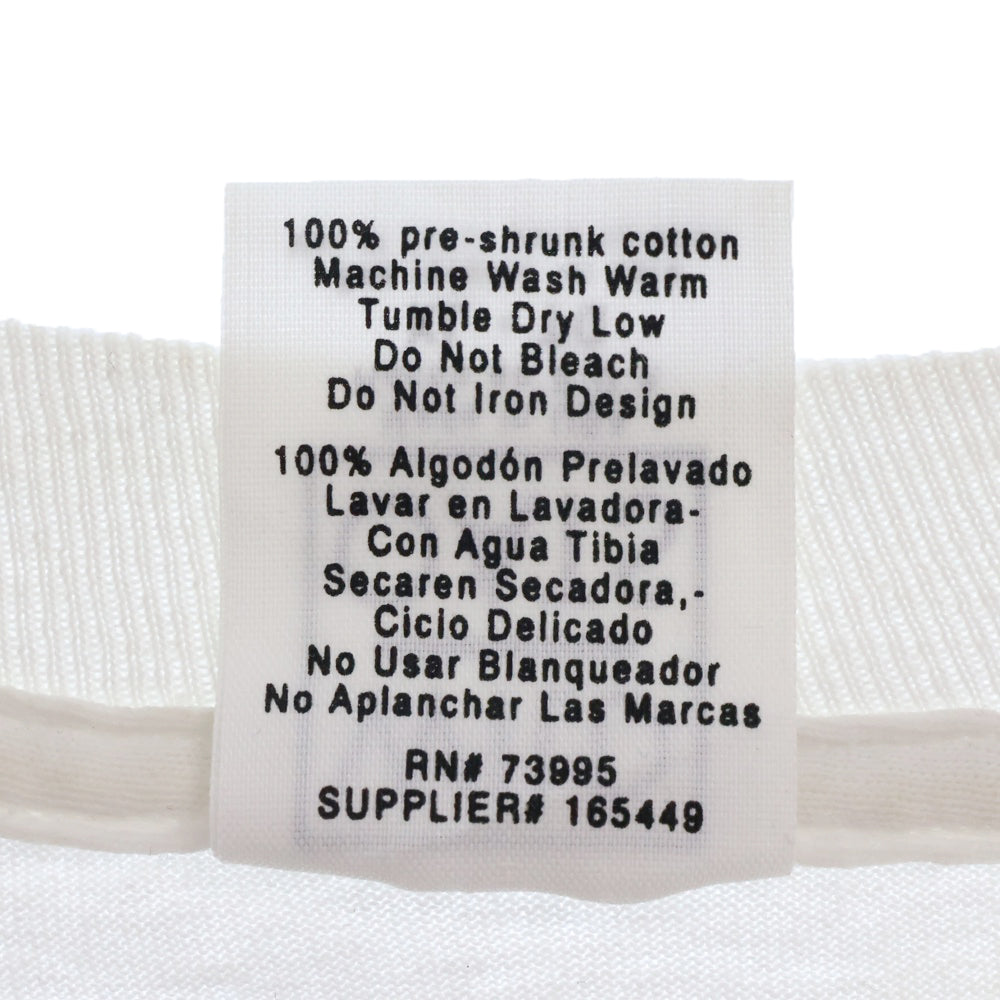 100% pre-shrunk cotton
Machine Wash Warm
Tumble Dry Low
Do Not Bleach
Do Not Iron Design
100% Algodón Prelavado
Lavar en Lavadora-
Con Agua Tibia
Secaren Secadora,-
Ciclo Delicado
No Usar Blanqueador
No Aplanchar Las Marcas
RN# 73995
SUPPLIER# 165449